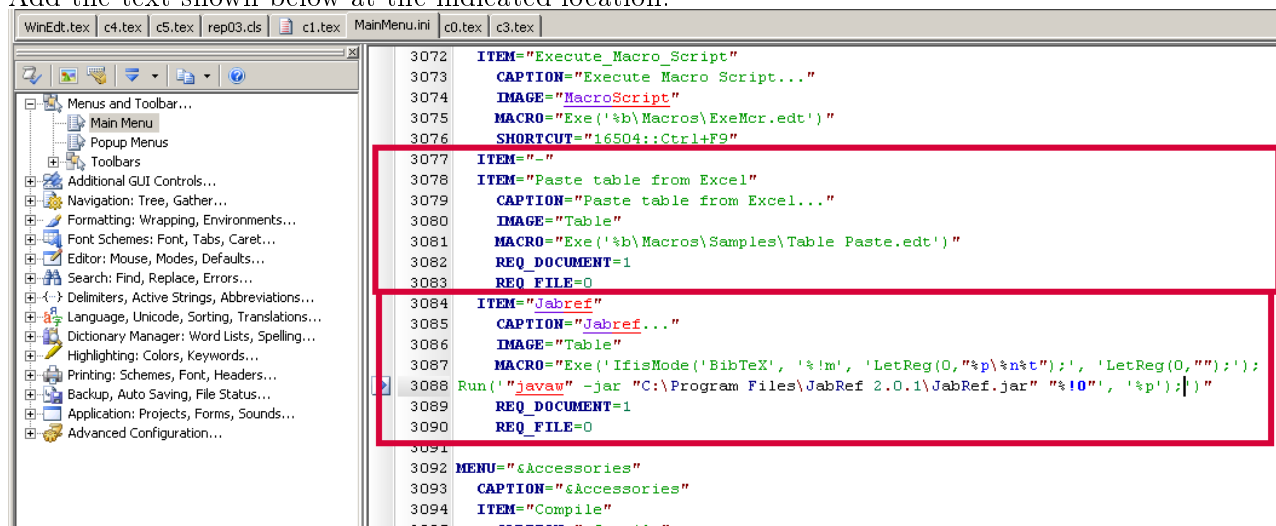 Add the text shown below at the indicated location.
WinEdt.tex c4.tex c5.tex rep03.cls c1.tex MainMenu.ini c0.tex c3.tex
Menus and Toolbar...
Main Menu
Popup Menus
Toolbars
Additional GUI Controls...
Navigation: Tree, Gather...
Formatting: Wrapping, Environments...
Font Schemes: Font, Tabs, Caret...
Editor: Mouse, Modes, Defaults...
Search: Find, Replace, Errors...
Delimiters, Active Strings, Abbreviations...
Language, Unicode, Sorting, Translations...
Dictionary Manager: Word Lists, Spelling...
Highlighting: Colors, Keywords...
Printing: Schemes, Font, Headers...
Backup, Auto Saving, File Status...
Application: Projects, Forms, Sounds...
Advanced Configuration...
3072 ITEM="Execute_Macro_Script"
3073 CAPTION="Execute Macro Script..."
3074 IMAGE="MacroScript"
3075 MACRO="Exe('%b\Macros\ExeMcr.edt')"
3076 SHORTCUT="16504::Ctrl+F9"
3077 ITEM="-"
3078 ITEM="Paste table from Excel"
3079 CAPTION="Paste table from Excel..."
3080 IMAGE="Table"
3081 MACRO="Exe('%b\Macros\Samples\Table Paste.edt')"
3082 REQ_DOCUMENT=1
3083 REQ_FILE=0
3084 ITEM="Jabref"
3085 CAPTION="Jabref..."
3086 IMAGE="Table"
3087 MACRO="Exe('IfisMode('BibTeX', '%!m', 'LetReg(0,"%p\%n%t");', 'LetReg(0,"");');
3088 Run('"javaw" -jar "C:\Program Files\JabRef 2.0.1\JabRef.jar" "%!0"', '%p');')"
3089 REQ_DOCUMENT=1
3090 REQ_FILE=0
3091
3092 MENU="&Accessories"
3093 CAPTION="&Accessories"
3094 ITEM="Compile"